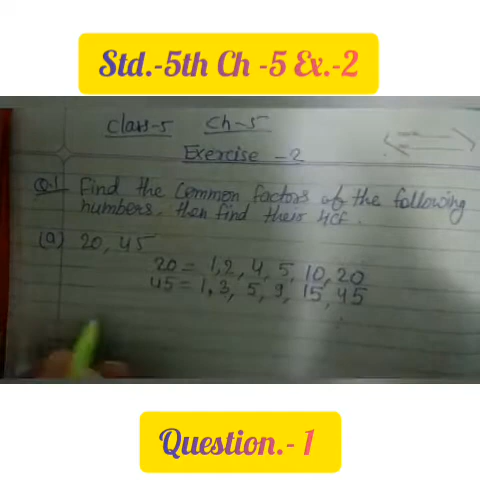 Std.-5th Ch -5 Ex.-2
Class-5 Ch-5
Exercise - 2
Q.1 Find the Common factors of the following
numbers. then find their HCF.
(a) 20, 45
20 = 1, 2, 4, 5, 10, 20
45 = 1, 3, 5, 9, 15, 45
Question.- 1